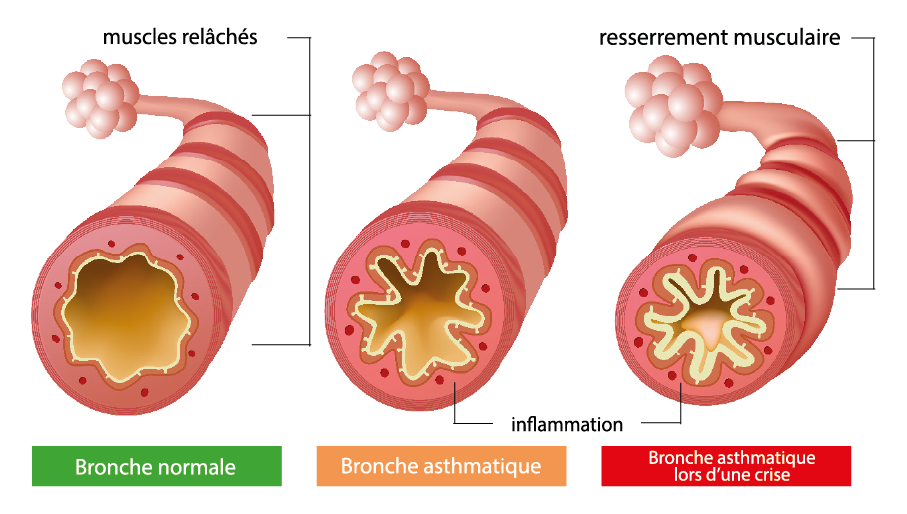 muscles relâchés
resserrement musculaire
inflammation
Bronche normale
Bronche asthmatique
Bronche asthmatique
lors d'une crise